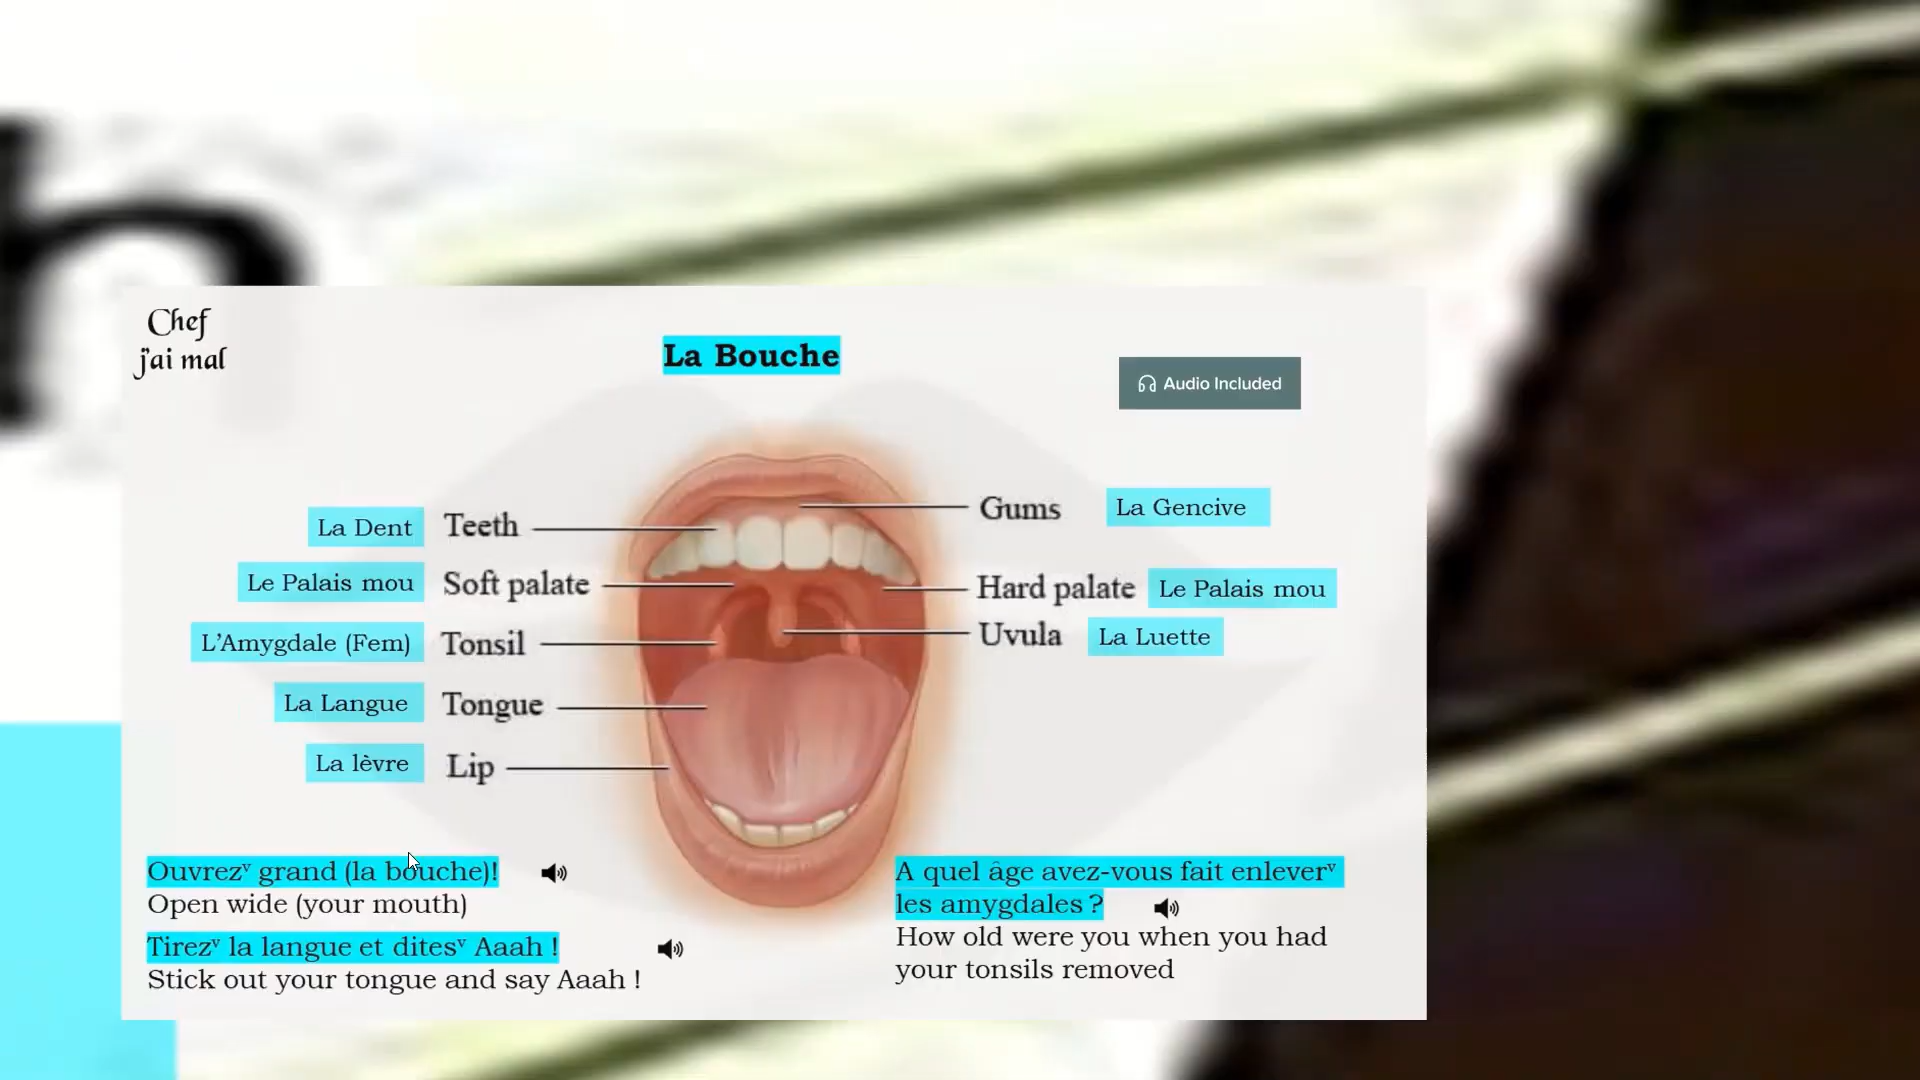 h
Chef
j'ai mal
La Bouche
Audio Included
La Dent Teeth
Le Palais mou Soft palate
L'Amygdale (Fem) Tonsil
La Langue Tongue
La lèvre Lip
Gums La Gencive
Hard palate Le Palais mou
Uvula La Luette
Ouvrezᵛ grand (la bouche)!
Open wide (your mouth)
Tirezᵛ la langue et ditesᵛ Aaah !
Stick out your tongue and say Aaah !
A quel âge avez-vous fait enleverᵛ
les amygdales ?
How old were you when you had
your tonsils removed